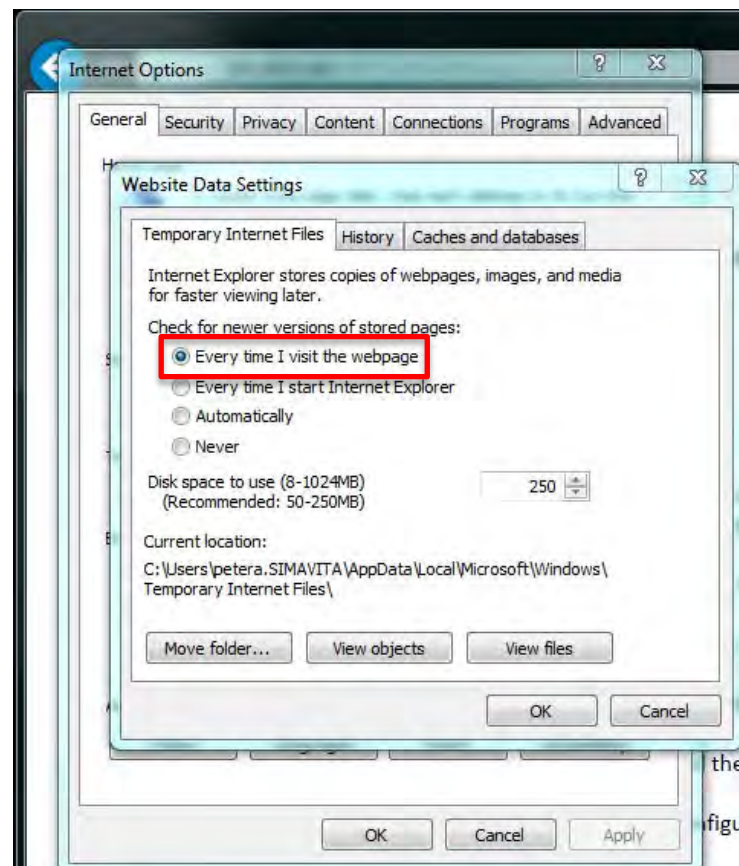 Internet Options
General Security Privacy Content Connections Programs Advanced
Website Data Settings
Temporary Internet Files History Caches and databases
Internet Explorer stores copies of webpages, images, and media
for faster viewing later.
Check for newer versions of stored pages:
Every time I visit the webpage
Every time I start Internet Explorer
Automatically
Never
Disk space to use (8-1024MB) 250
(Recommended: 50-250MB)
Current location:
C:\Users\petera.SIMAVITA\AppData\Local\Microsoft\Windows\
Temporary Internet Files\
Move folder... View objects View files
OK Cancel
the
OK Cancel Apply